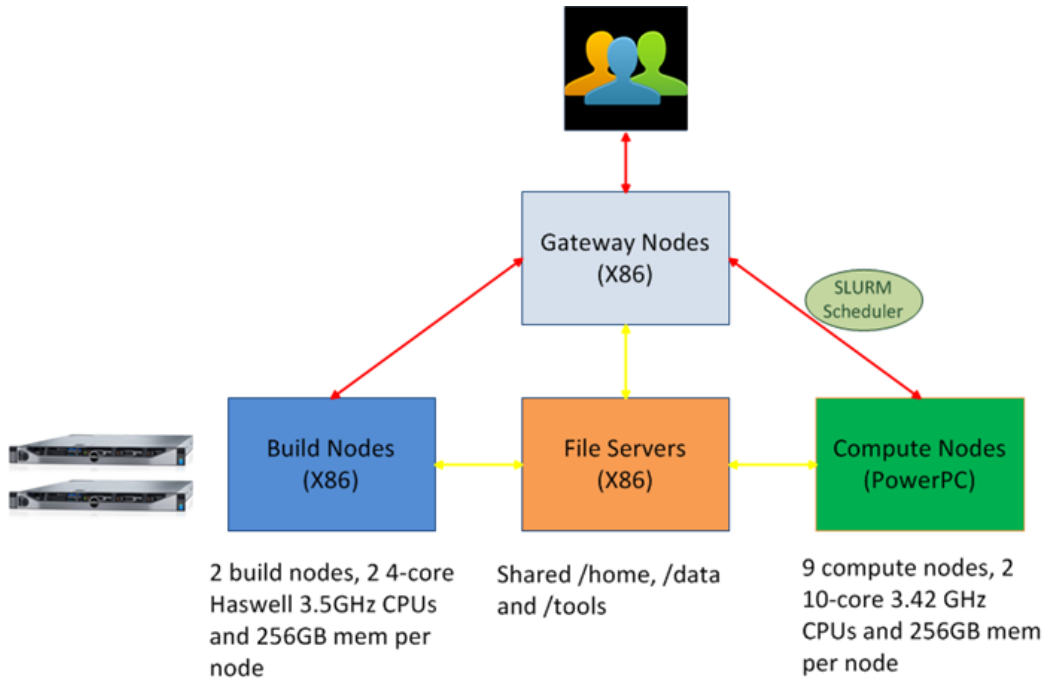 Gateway Nodes
(X86)
SLURM
Scheduler
Build Nodes
(X86)
File Servers
(X86)
Compute Nodes
(PowerPC)
2 build nodes, 2 4-core
Haswell 3.5GHz CPUs
and 256GB mem per
node
Shared /home, /data
and /tools
9 compute nodes, 2
10-core 3.42 GHz
CPUs and 256GB mem
per node